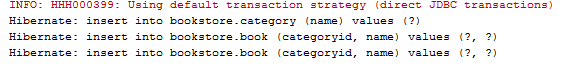 INFO: HHH000399: Using default transaction strategy (direct JDBC transactions)
Hibernate: insert into bookstore.category (name) values (?)
Hibernate: insert into bookstore.book (categoryid, name) values (?, ?)
Hibernate: insert into bookstore.book (categoryid, name) values (?, ?)